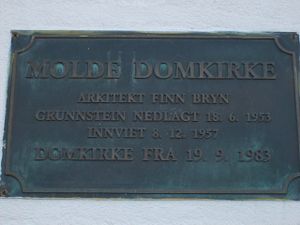 MOLDE DOMKIRKE
ARKITEKT FINN BRYN
GRUNNSTEIN NEDLAGT 18. 6. 1953
INNVIET 8. 12. 1957
DOMKIRKE FRA 19. 9. 1983